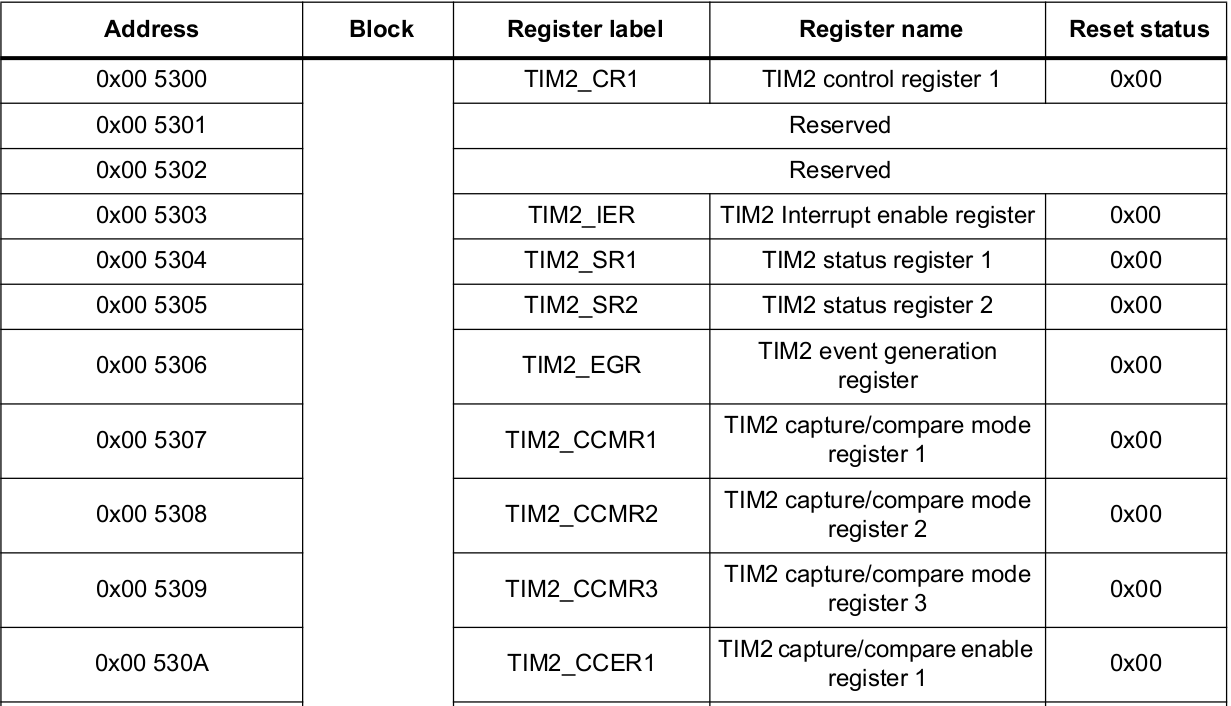 Address Block Register label Register name Reset status
0x00 5300 TIM2_CR1 TIM2 control register 1 0x00
0x00 5301 Reserved
0x00 5302 Reserved
0x00 5303 TIM2_IER TIM2 Interrupt enable register 0x00
0x00 5304 TIM2_SR1 TIM2 status register 1 0x00
0x00 5305 TIM2_SR2 TIM2 status register 2 0x00
0x00 5306 TIM2_EGR TIM2 event generation
register 0x00
0x00 5307 TIM2_CCMR1 TIM2 capture/compare mode
register 1 0x00
0x00 5308 TIM2_CCMR2 TIM2 capture/compare mode
register 2 0x00
0x00 5309 TIM2_CCMR3 TIM2 capture/compare mode
register 3 0x00
0x00 530A TIM2_CCER1 TIM2 capture/compare enable
register 1 0x00